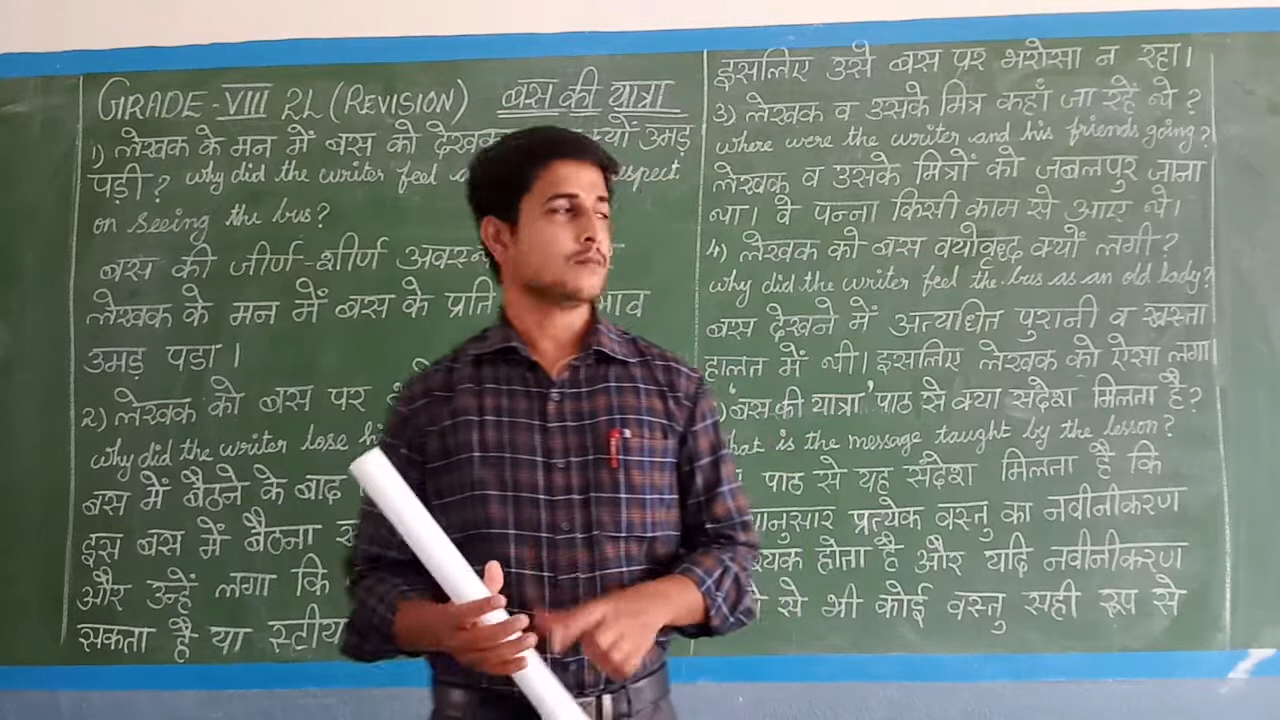 GRADE-VIII 2L (REVISION) बस की यात्रा
1) लेखक के मन में बस को देखक क्यों उमड़
पड़ी? why did the writer feel respect
on seeing the bus?
बस की जीर्ण-शीर्ण
लेखक के मन में बस के प्रति भाव
उमड़ पड़ा।
2) लेखक को बस पर
why did the writer lose
बस में बैठने के बाद
इस बस में बैठना
और उन्हें लगा कि
सकता है या स्टीय
इसलिए उसे बस पर भरोसा न रहा।
3) लेखक व उसके मित्र कहाँ जा रहें थे?
where were the writer and his friends going?
लेखक व उसके मित्रों को जबलपुर जाना
था। वे पन्ना किसी काम से आए थे।
4) लेखक को बस वयोवृद्ध क्यों लगी?
why did the writer feel the bus as an old lady?
बस देखने में अत्यधित पुरानी व खस्ता
हालत में थी। इसलिए लेखक को ऐसा लगा।
) 'बस की यात्रा' पाठ से क्या संदेश मिलता है?
hat is the message taught by the lesson?
पाठ से यह संदेश मिलता है कि
ानुसार प्रत्येक वस्तु का नवीनीकरण
श्यक होता है और यदि नवीनीकरण
से भी कोई वस्तु सही रूप से